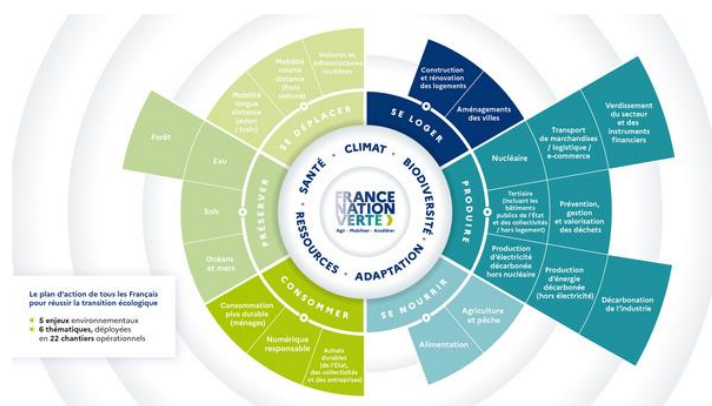 Mobilité
longue
distance
(avion
/ train)
Mobilité
courte
distance
(hors
voiture)
Voitures et
infrastructures
routières
SE DÉPLACER
Construction
et rénovation
des logements
Aménagements
des villes
SE LOGER
Nucléaire
Transport
de marchandises
/ logistique /
e-commerce
Verdissement
du secteur
et des
instruments
financiers
Tertiaire
(incluant les
bâtiments
publics de l'État
et des collectivités
/ hors logement)
Prévention,
gestion
et valorisation
des déchets
Production
d'électricité
décarbonée
hors nucléaire
Production
d'énergie
décarbonée
(hors électricité)
Décarbonation
de l'industrie
PRODUIRE
Agriculture
et pêche
Alimentation
SE NOURRIR
Achats
durables
(de l'État,
des collectivités
et des entreprises)
Numérique
responsable
Consommation
plus durable
(ménages)
CONSOMMER
Océans
et mers
Sols
Eau
Forêt
PRÉSERVER
SANTÉ · CLIMAT · BIODIVERSITÉ · ADAPTATION · RESSOURCES ·
FRANCE
NATION
VERTE
Agir · Mobiliser · Accélérer
Le plan d'action de tous les Français
pour réussir la transition écologique
5 enjeux environnementaux
6 thématiques, déployées
en 22 chantiers opérationnels